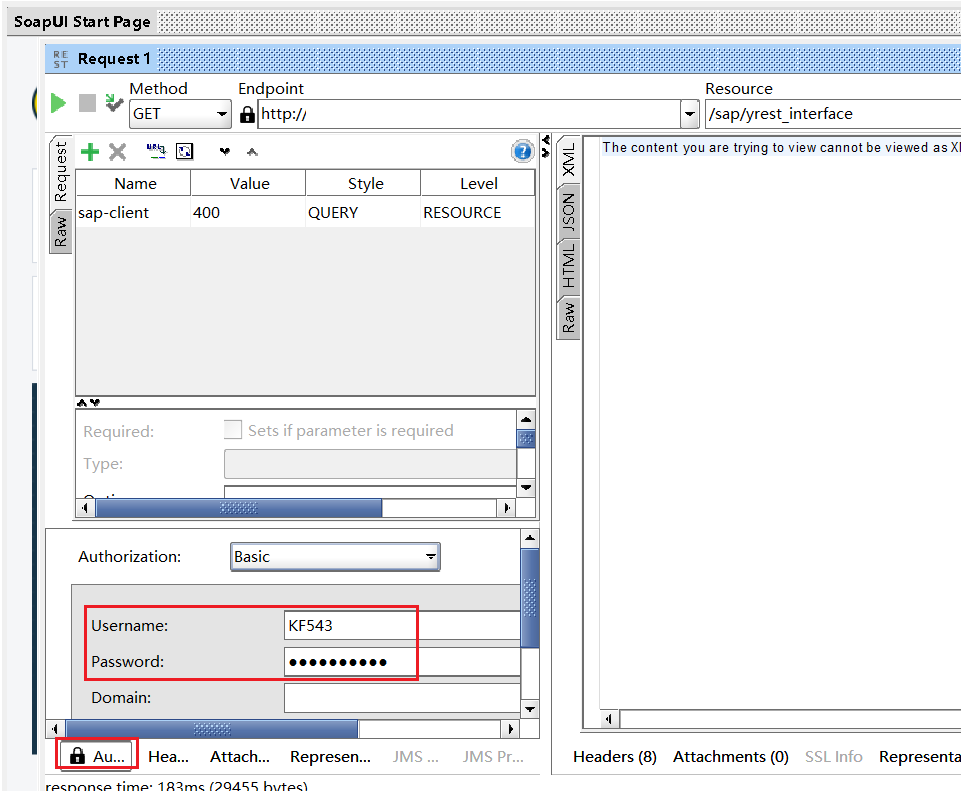 SoapUI Start Page
RE
ST
Request 1
Method
Endpoint
Resource
GET
http://
/sap/yrest_interface
Request
Raw
Name Value Style Level
sap-client 400 QUERY RESOURCE
Required:
Sets if parameter is required
Type:
Authorization:
Basic
Username:
KF543
Password:
●●●●●●●●●●
Domain:
Au...
Hea...
Attach...
Represen...
JMS ...
JMS Pr...
response time: 183ms (29455 bytes)
XML
JSON
HTML
Raw
The content you are trying to view cannot be viewed as X
Headers (8)
Attachments (0)
SSL Info
Representa